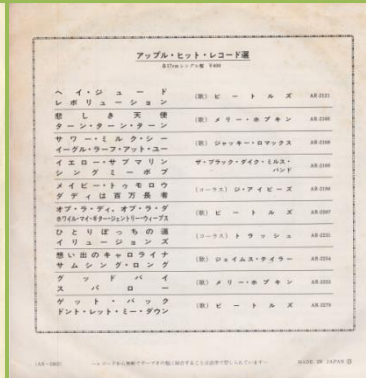 アップル・ヒット・レコード選
各17cmシングル盤 ¥400
ヘイ・ジュード
レボリューション
(歌) ビートルズ AR-2121
悲しき天使
ターン・ターン・ターン
(歌) メリー・ホプキン
サワー・ミルク・シー
イーグル・ラーフ・アット・ユー
(歌) ジャッキー・ロマックス
イエロー・サブマリン
シングミーボブ
ザ・ブラック・ダイク・ミルス・バンド
メイビー・トゥモロウ
ダディは百万長者
(コーラス) ジ・アイビーズ
オブ・ラ・ディ、オブ・ラ・ダ
ホワイル・マイ・ギター・ジェントリー・ウィープス
(歌) ビートルズ AR-2207
ひとりぼっちの道
イリュージョンズ
(コーラス) トラッシュ
想い出のキャロライナ
サムシング・ロング
(歌) ジェイムス・テイラー
グッドバイ
スパロー
(歌) メリー・ホプキン
ゲット・バック
ドント・レット・ミー・ダウン
(歌) ビートルズ AR-2279
MADE IN JAPAN